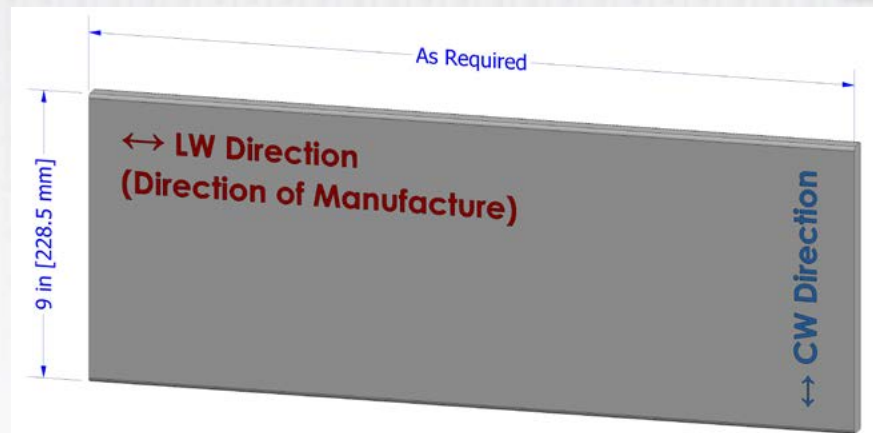 As Required
↔ LW Direction
(Direction of Manufacture)
9 in [228.5 mm]
↔ CW Direction